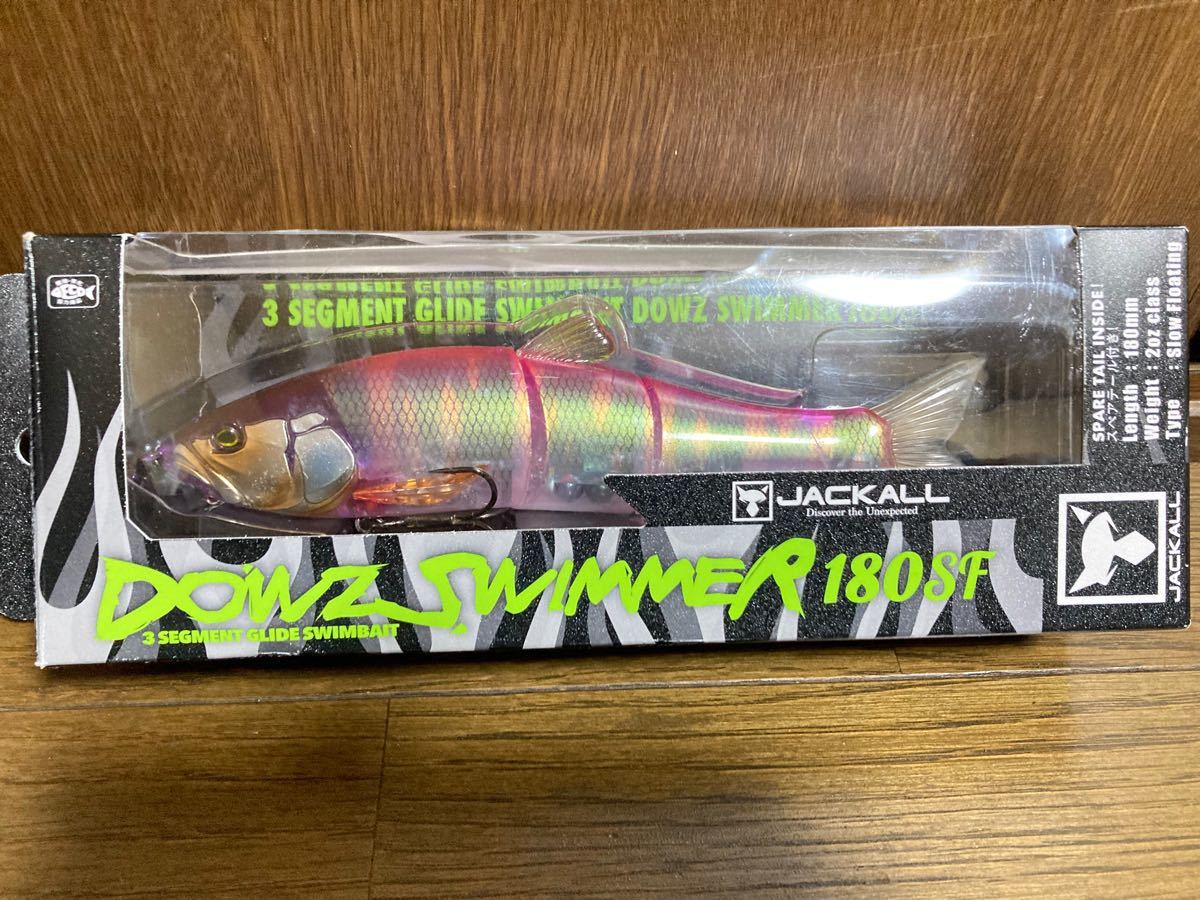 3 SEGMENT GLIDE SWIMBAIT DOWZ SWIMMER
JACKALL
Discover the Unexpected
DOWZ SWIMMER 180SF
3 SEGMENT GLIDE SWIMBAIT
SPARE TAIL INSIDE!
スペアテール付き!
Length : 180mm
Weight : 2oz class
Type : Slow Floating
JACKALL